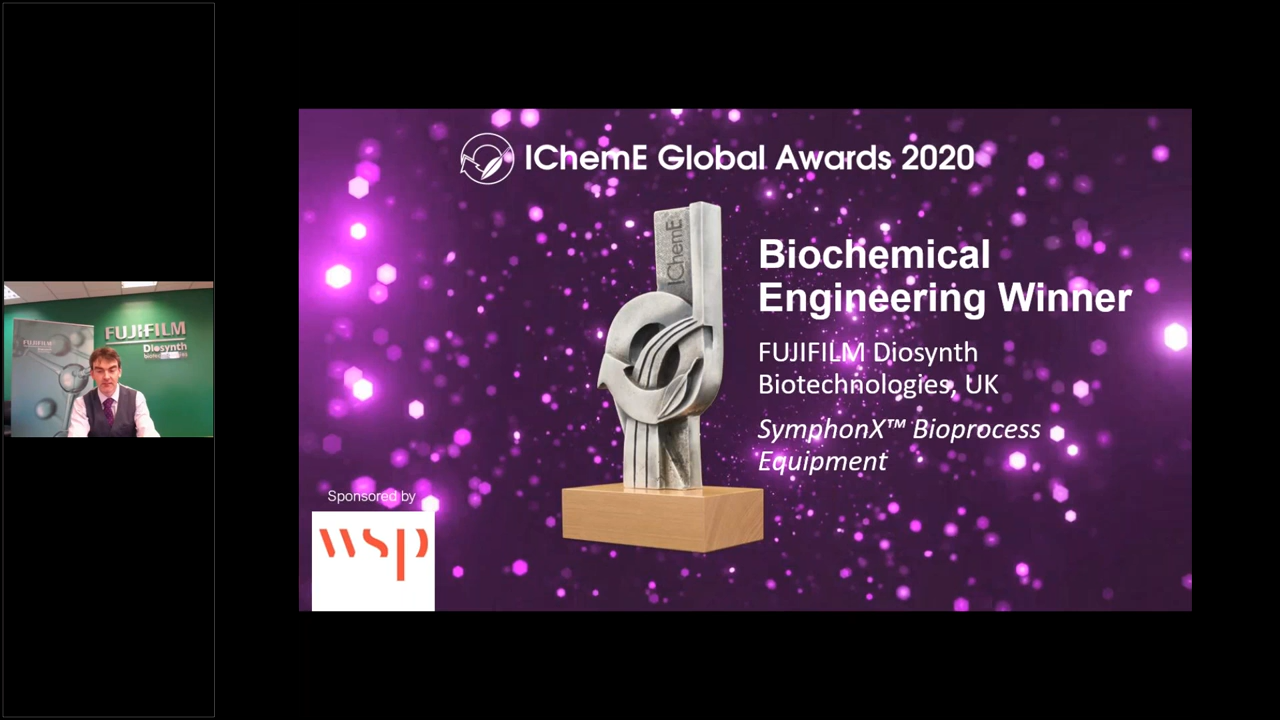 IChemE Global Awards 2020
IChemE
Biochemical
Engineering Winner
FUJIFILM Diosynth
Biotechnologies, UK
SymphonX™ Bioprocess
Equipment
Sponsored by
wsp
FUJIFILM
FUJIFILM
Diosynth